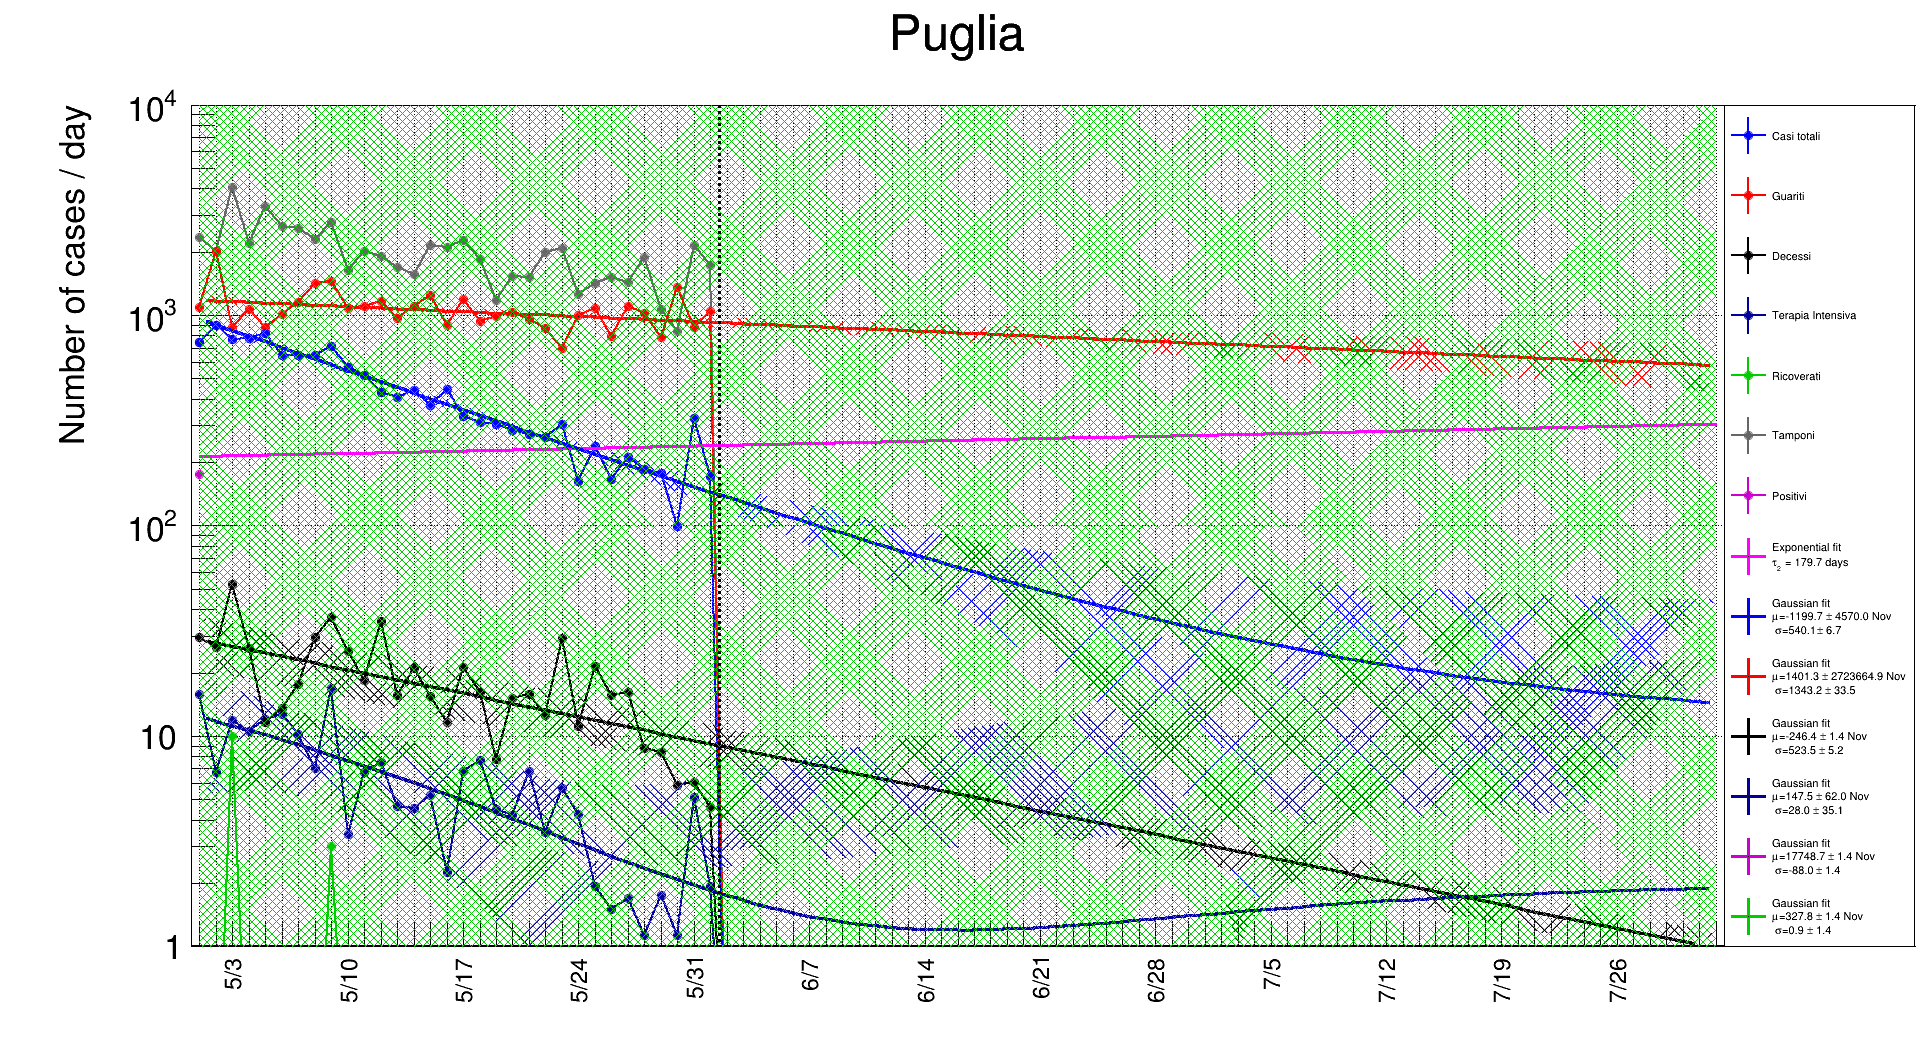 Puglia
Number of cases / day
10⁴
10³
10²
10
1
5/3
5/10
5/17
5/24
5/31
6/7
6/14
6/21
6/28
7/5
7/12
7/19
7/26
Casi totali
Guariti
Decessi
Terapia Intensiva
Ricoverati
Tamponi
Positivi
Exponential fit
τ₂ = 179.7 days
Gaussian fit
μ=-1199.7 ± 4570.0 Nov
σ=540.1± 6.7
Gaussian fit
μ=1401.3 ± 2723664.9 Nov
σ=1343.2 ± 33.5
Gaussian fit
μ=-246.4 ± 1.4 Nov
σ=523.5 ± 5.2
Gaussian fit
μ=147.5 ± 62.0 Nov
σ=28.0 ± 35.1
Gaussian fit
μ=17748.7 ± 1.4 Nov
σ=-88.0 ± 1.4
Gaussian fit
μ=327.8 ± 1.4 Nov
σ=0.9 ± 1.4